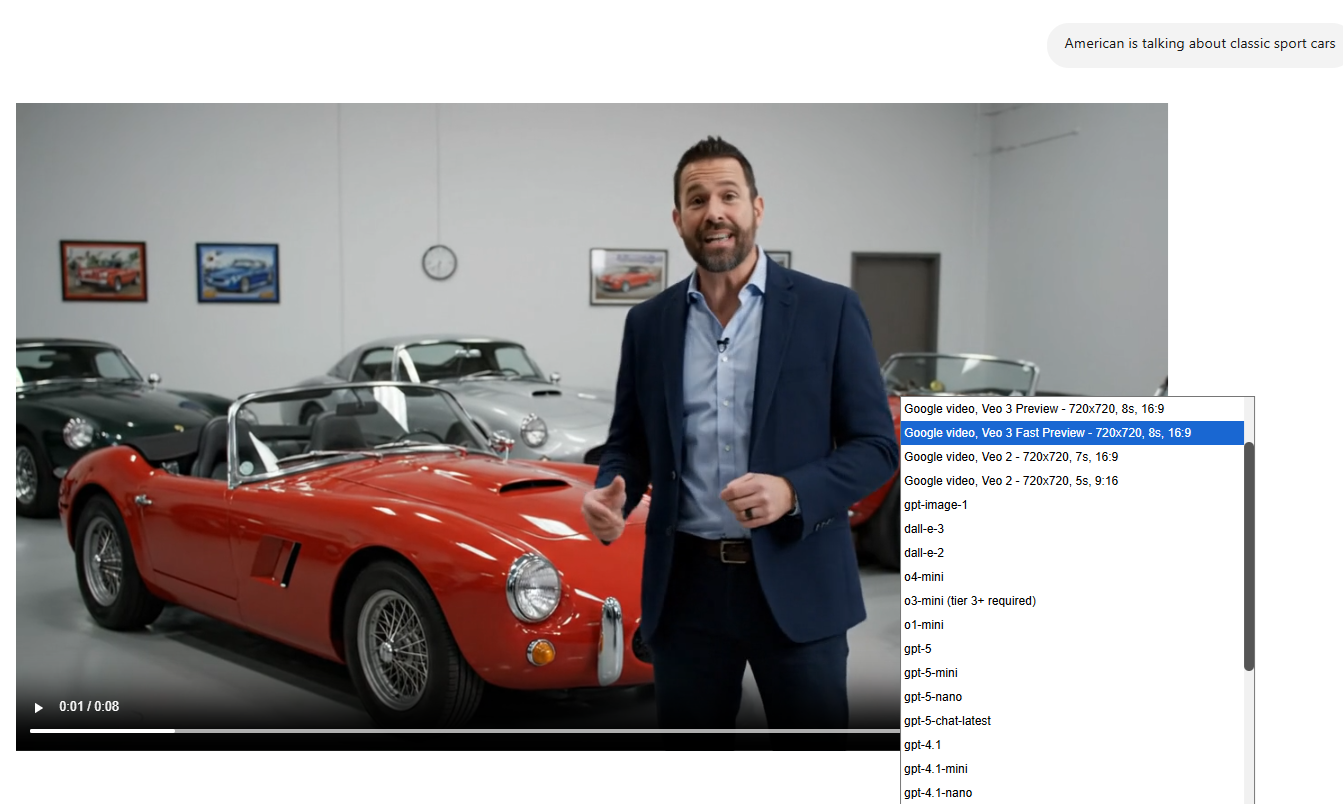 American is talking about classic sport cars
Google video, Veo 3 Preview - 720x720, 8s, 16:9
Google video, Veo 3 Fast Preview - 720x720, 8s, 16:9
Google video, Veo 2 - 720x720, 7s, 16:9
Google video, Veo 2 - 720x720, 5s, 9:16
gpt-image-1
dall-e-3
dall-e-2
o4-mini
o3-mini (tier 3+ required)
o1-mini
gpt-5
gpt-5-mini
gpt-5-nano
gpt-5-chat-latest
gpt-4.1
gpt-4.1-mini
gpt-4.1-nano
0:01 / 0:08